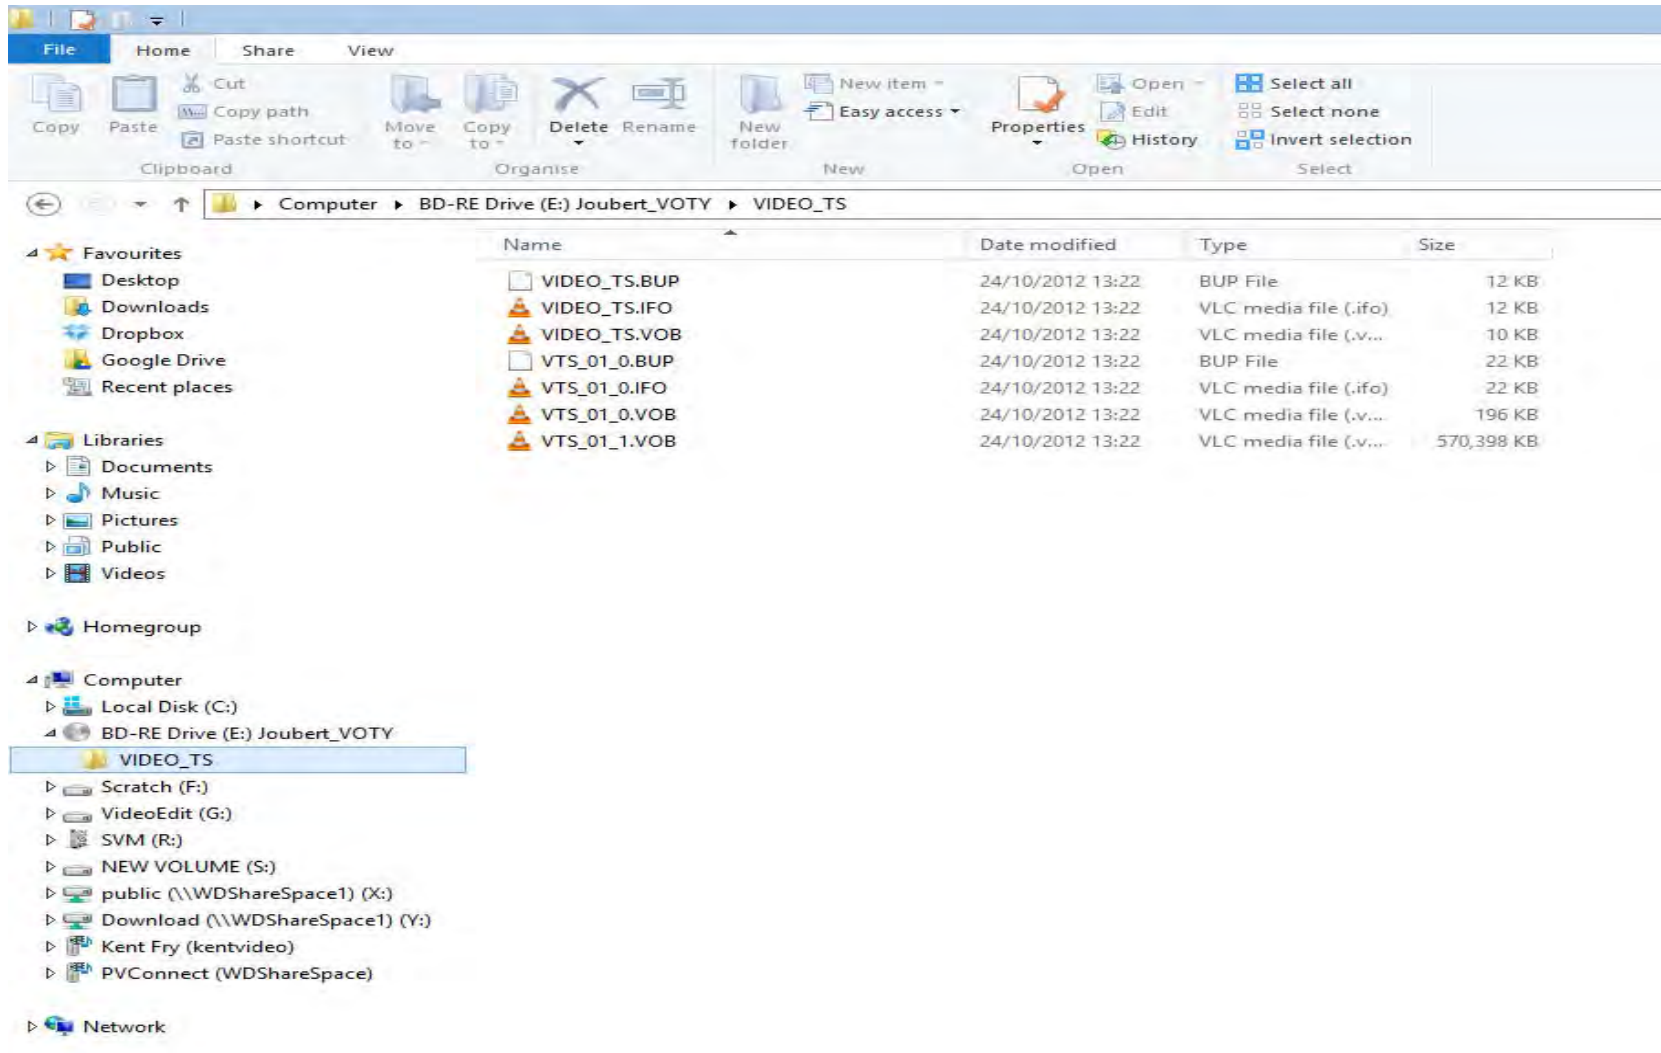 File Home Share View
Cut New item Open Select all
Copy path Easy access Edit Select none
Copy Paste Move to Copy to Delete Rename New folder Properties
Paste shortcut History Invert selection
Clipboard Organise New Open Select
Computer BD-RE Drive (E:) Joubert_VOTY VIDEO_TS
Name Date modified Type Size
VIDEO_TS.BUP 24/10/2012 13:22 BUP File 12 KB
VIDEO_TS.IFO 24/10/2012 13:22 VLC media file (.ifo) 12 KB
VIDEO_TS.VOB 24/10/2012 13:22 VLC media file (.v... 10 KB
VTS_01_0.BUP 24/10/2012 13:22 BUP File 22 KB
VTS_01_0.IFO 24/10/2012 13:22 VLC media file (.ifo) 22 KB
VTS_01_0.VOB 24/10/2012 13:22 VLC media file (.v... 196 KB
VTS_01_1.VOB 24/10/2012 13:22 VLC media file (.v... 570,398 KB
Favourites
Desktop
Downloads
Dropbox
Google Drive
Recent places
Libraries
Documents
Music
Pictures
Public
Videos
Homegroup
Computer
Local Disk (C:)
BD-RE Drive (E:) Joubert_VOTY
VIDEO_TS
Scratch (F:)
VideoEdit (G:)
SVM (R:)
NEW VOLUME (S:)
public (\\WDShareSpace1) (X:)
Download (\\WDShareSpace1) (Y:)
Kent Fry (kentvideo)
PVConnect (WDShareSpace)
Network